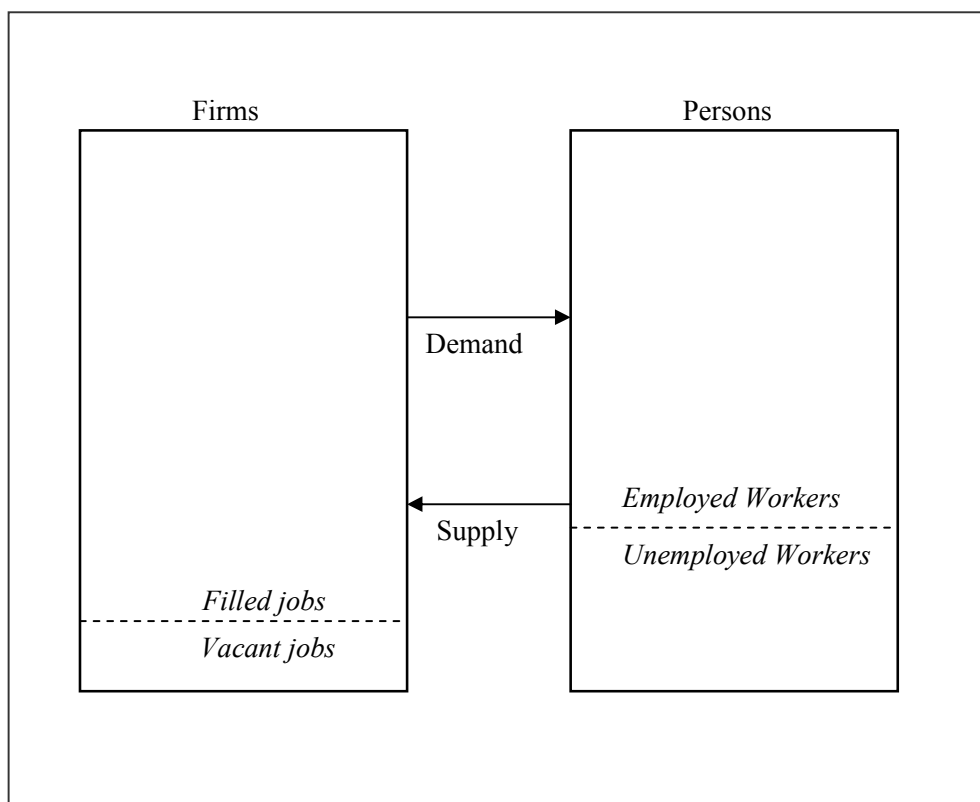 Firms
Persons
Demand
Supply
Employed Workers
Unemployed Workers
Filled jobs
Vacant jobs